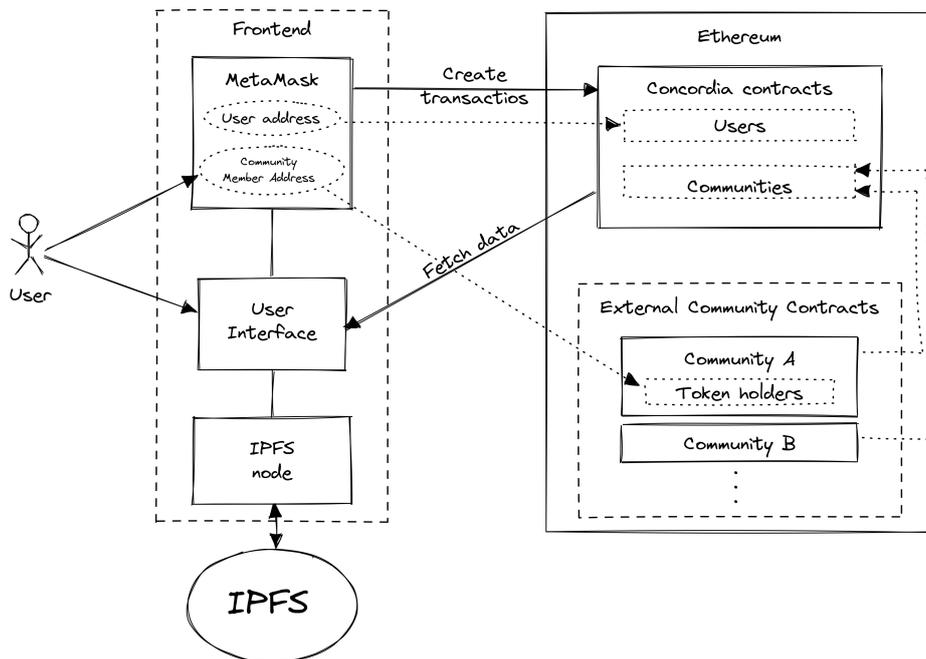 Frontend
MetaMask
User address
Community
Member Address
Create
transactios
Ethereum
Concordia contracts
Users
Communities
User
Fetch data
User
Interface
External Community Contracts
Community A
Token holders
Community B
IPFS
node
IPFS